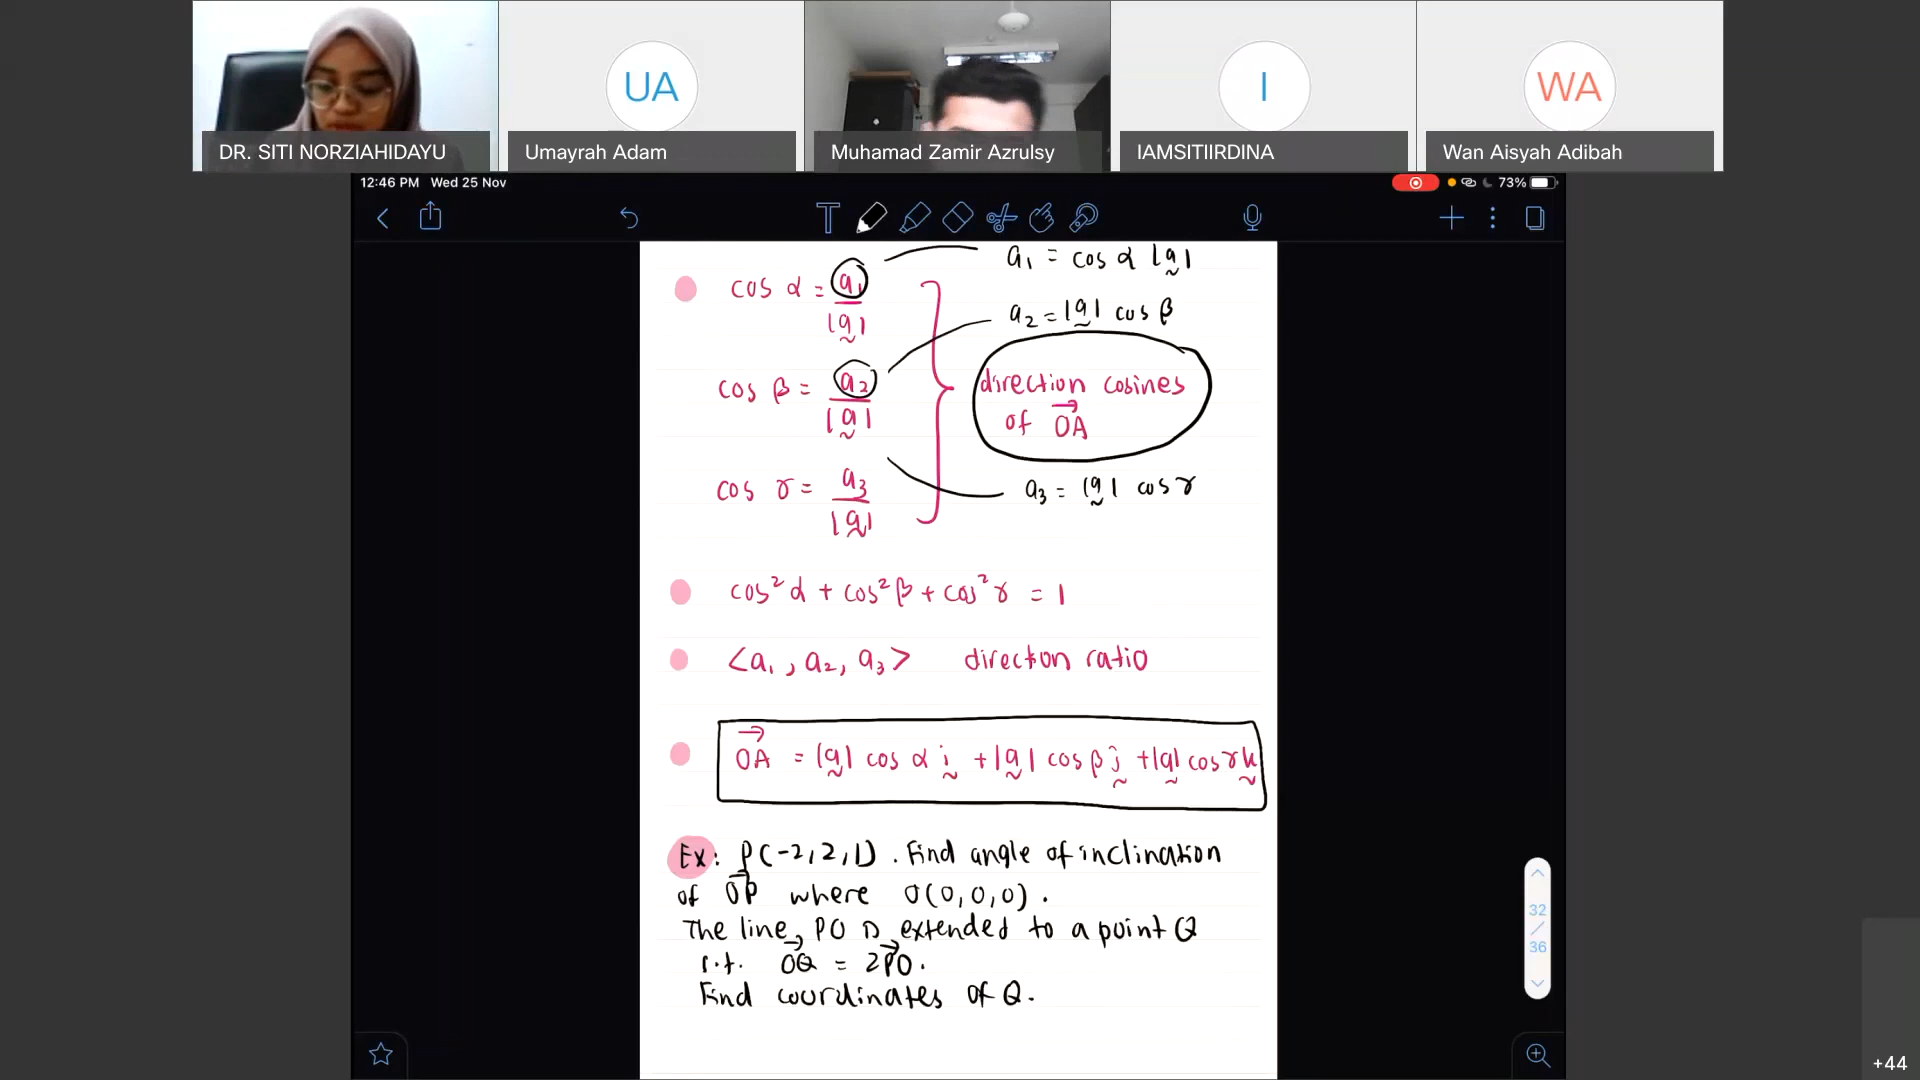 UA
I
WA
DR. SITI NORZIAHIDAYU
Umayrah Adam
Muhamad Zamir Azrulsy
IAMSITIIRDINA
Wan Aisyah Adibah
12:46 PM Wed 25 Nov
73%
a₁ = cos α |a|
cos α = a₁ / |a|
a₂ = |a| cos β
cos β = a₂ / |a|
direction cosines
of OA
cos γ = a₃ / |a|
a₃ = |a| cos γ
cos²α + cos²β + cos²γ = 1
<a₁, a₂, a₃> direction ratio
OA = |a| cos α i + |a| cos β j + |a| cos γ k
Ex: P(-2,2,1). Find angle of inclination
of OP where O(0,0,0).
The line, PO is extended to a point Q
s.t. OQ = 2PO.
Find coordinates of Q.
32
/
36
+44